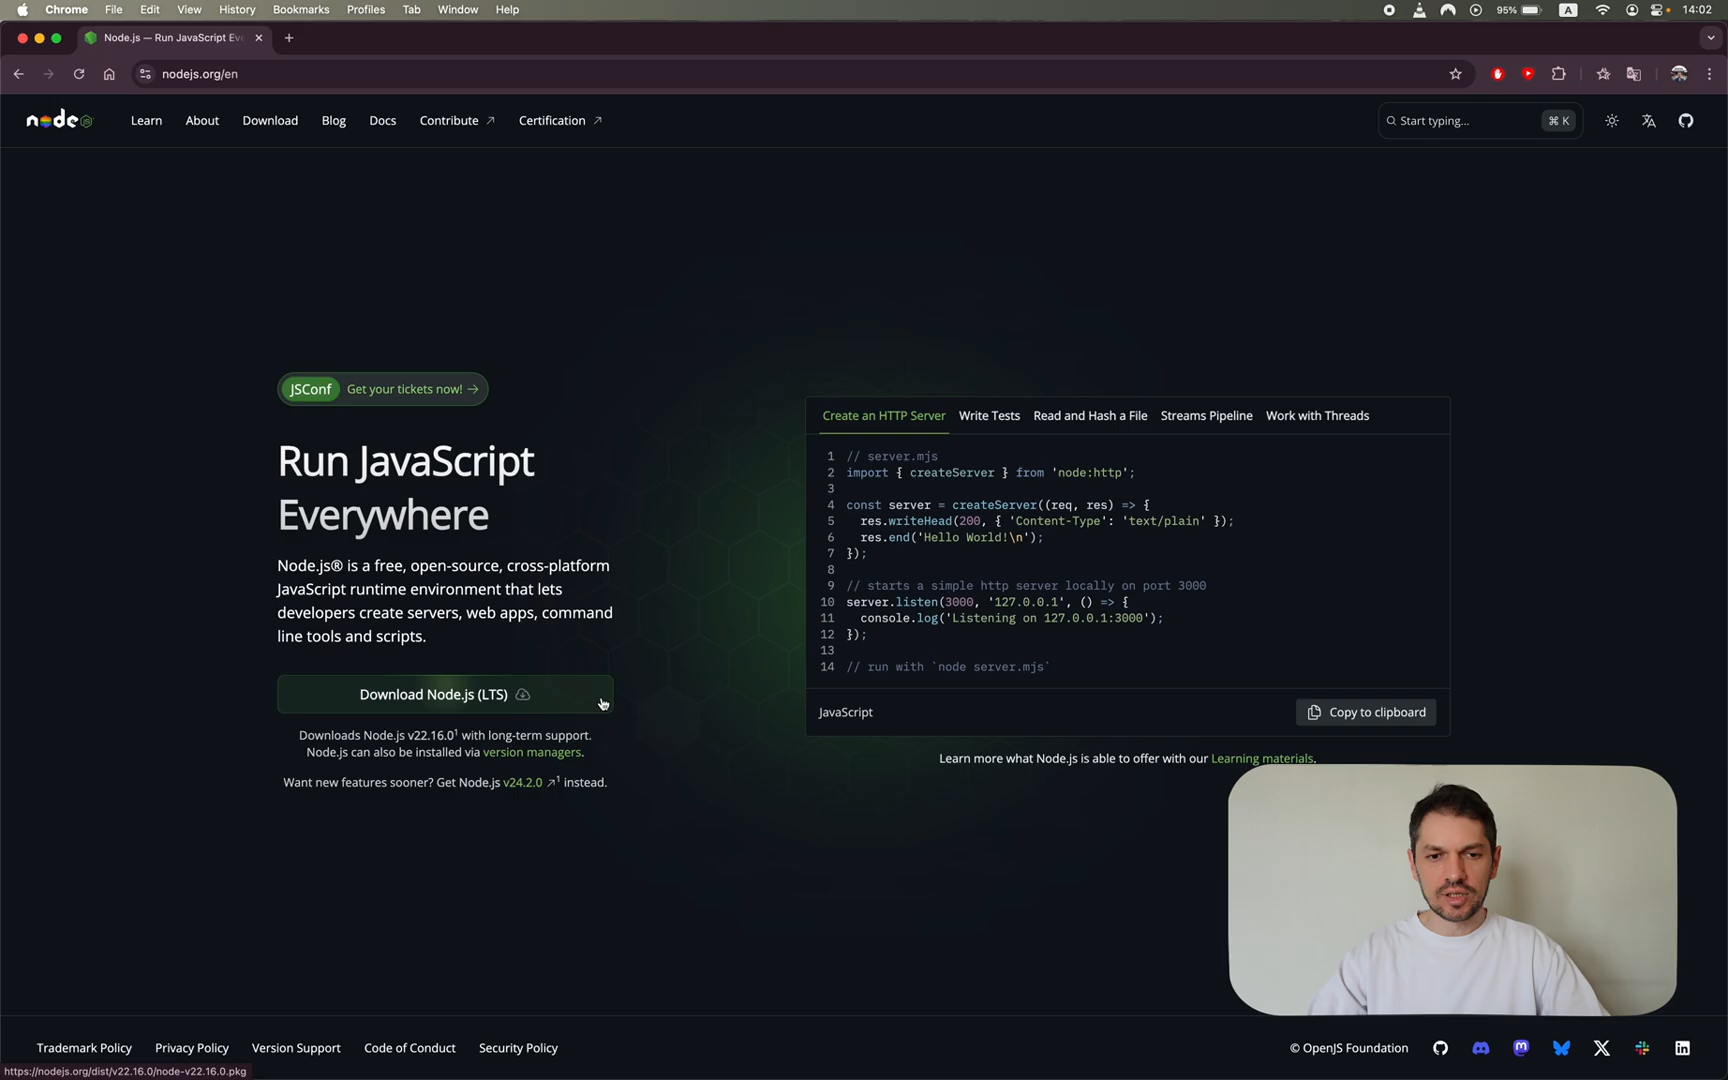 Chrome File Edit View History Bookmarks Profiles Tab Window Help 95% A 14:02
Node.js — Run JavaScript Ev
nodejs.org/en
node JS Learn About Download Blog Docs Contribute Certification Start typing... ⌘ K
JSConf Get your tickets now! →
Run JavaScript
Everywhere
Node.js® is a free, open-source, cross-platform
JavaScript runtime environment that lets
developers create servers, web apps, command
line tools and scripts.
Download Node.js (LTS)
Downloads Node.js v22.16.0¹ with long-term support.
Node.js can also be installed via version managers.
Want new features sooner? Get Node.js v24.2.0 ↗¹ instead.
Create an HTTP Server Write Tests Read and Hash a File Streams Pipeline Work with Threads
1 // server.mjs
2 import { createServer } from 'node:http';
3
4 const server = createServer((req, res) => {
5 res.writeHead(200, { 'Content-Type': 'text/plain' });
6 res.end('Hello World!\n');
7 });
8
9 // starts a simple http server locally on port 3000
10 server.listen(3000, '127.0.0.1', () => {
11 console.log('Listening on 127.0.0.1:3000');
12 });
13
14 // run with `node server.mjs`
JavaScript Copy to clipboard
Learn more what Node.js is able to offer with our Learning materials.
Trademark Policy Privacy Policy Version Support Code of Conduct Security Policy © OpenJS Foundation
https://nodejs.org/dist/v22.16.0/node-v22.16.0.pkg